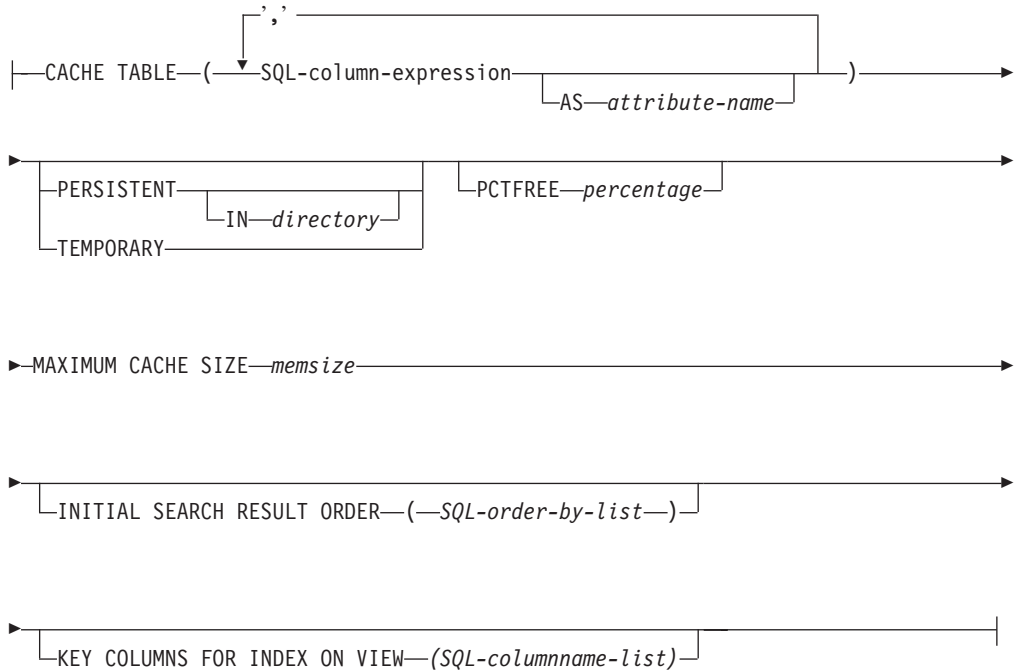 ’,’
CACHE TABLE ( SQL-column-expression )
AS attribute-name
PERSISTENT PCTFREE percentage
IN directory
TEMPORARY
MAXIMUM CACHE SIZE memsize
INITIAL SEARCH RESULT ORDER ( SQL-order-by-list )
KEY COLUMNS FOR INDEX ON VIEW (SQL-columnname-list)